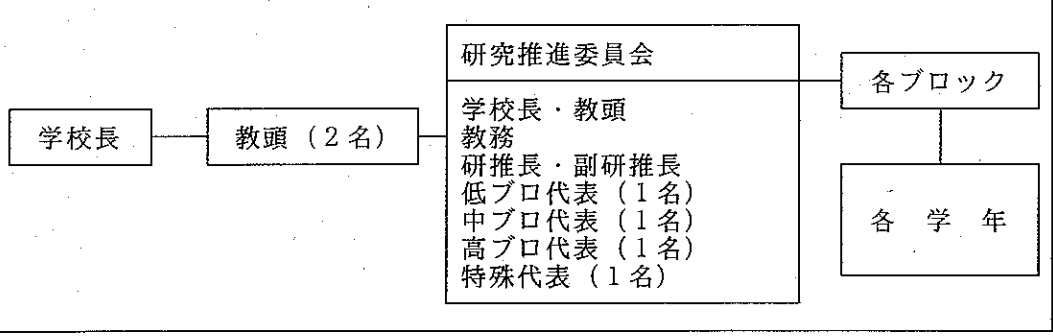 学校長
教頭（2名）
研究推進委員会
学校長・教頭
教務
研推長・副研推長
低ブロ代表（1名）
中ブロ代表（1名）
高ブロ代表（1名）
特殊代表（1名）
各ブロック
各　学　年